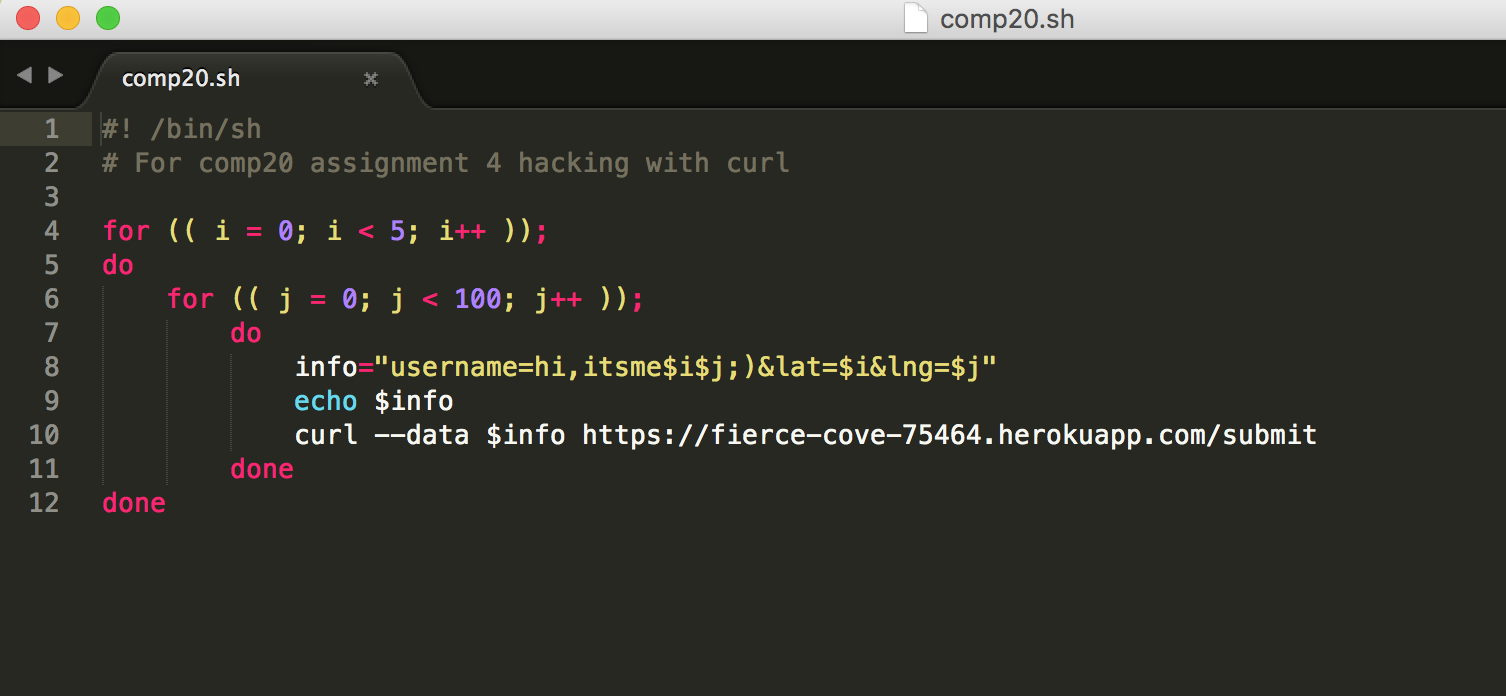 comp20.sh
comp20.sh
1 #! /bin/sh
2 # For comp20 assignment 4 hacking with curl
3
4 for (( i = 0; i < 5; i++ ));
5 do
6     for (( j = 0; j < 100; j++ ));
7         do
8             info="username=hi,itsme$i$j;)&lat=$i&lng=$j"
9             echo $info
10             curl --data $info https://fierce-cove-75464.herokuapp.com/submit
11         done
12 done